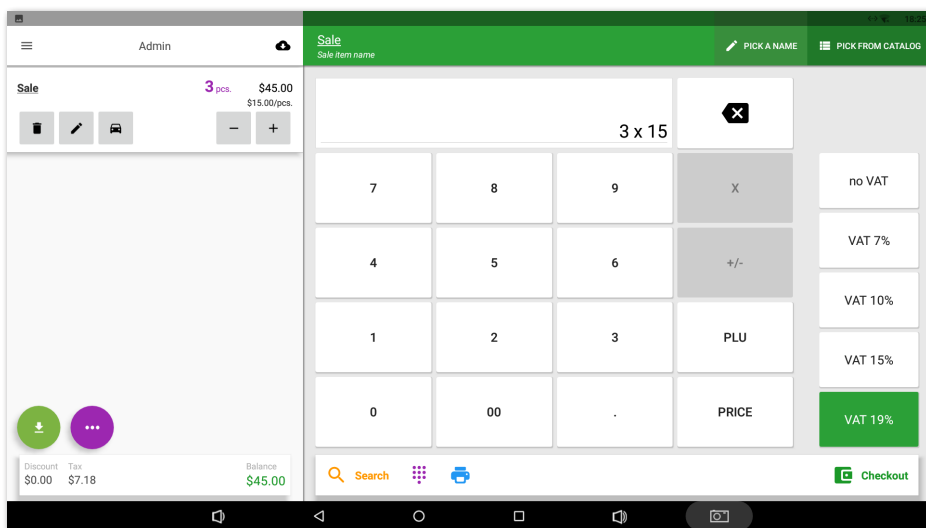 18:25
Admin
Sale
Sale item name
PICK A NAME
PICK FROM CATALOG
Sale
3 pcs.
$45.00
$15.00/pcs.
3 x 15
7
8
9
X
no VAT
4
5
6
+/-
VAT 7%
VAT 10%
1
2
3
PLU
VAT 15%
0
00
.
PRICE
VAT 19%
Discount
Tax
Balance
$0.00
$7.18
$45.00
Search
Checkout